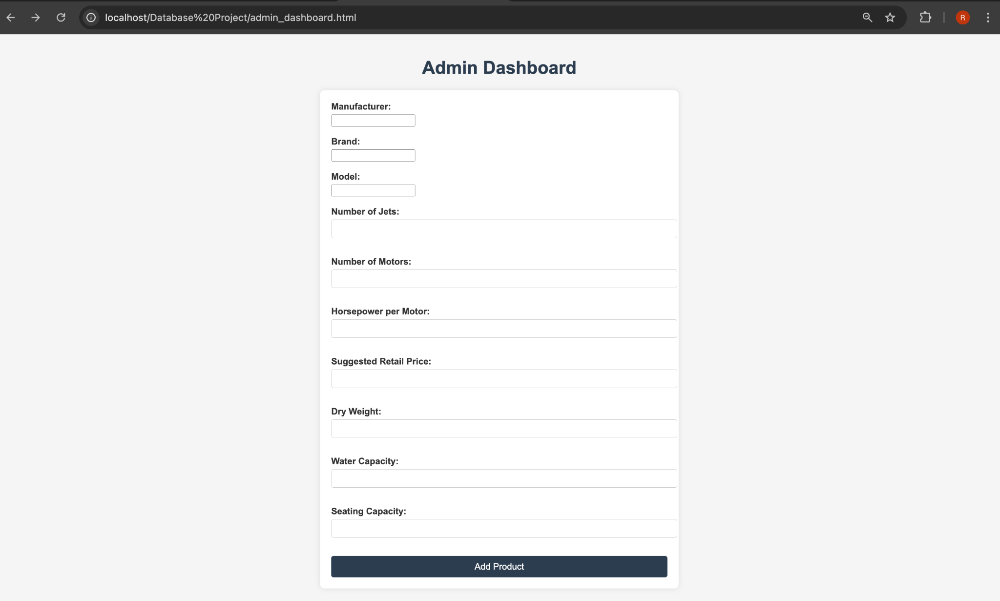 localhost/Database%20Project/admin_dashboard.html
R
Admin Dashboard
Manufacturer:
Brand:
Model:
Number of Jets:
Number of Motors:
Horsepower per Motor:
Suggested Retail Price:
Dry Weight:
Water Capacity:
Seating Capacity:
Add Product